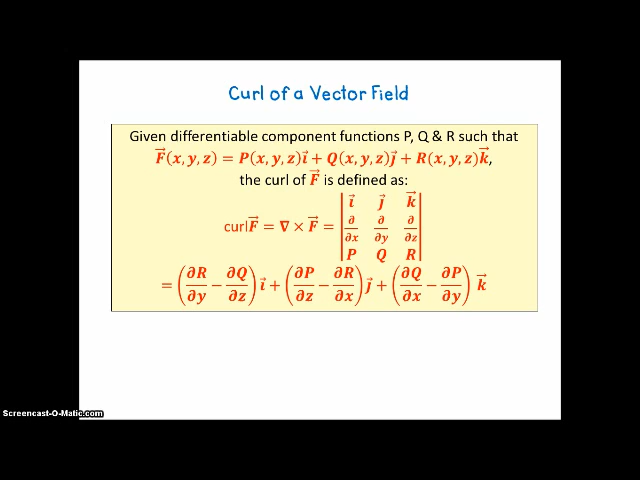 Curl of a Vector Field
Given differentiable component functions P, Q & R such that
F⃗(x, y, z) = P(x, y, z)i⃗ + Q(x, y, z)j⃗ + R(x, y, z)k⃗,
the curl of F⃗ is defined as:
curlF⃗ = ∇ × F⃗ = | i⃗ j⃗ k⃗ |
| ∂/∂x ∂/∂y ∂/∂z |
| P Q R |
= (∂R/∂y − ∂Q/∂z) i⃗ + (∂P/∂z − ∂R/∂x) j⃗ + (∂Q/∂x − ∂P/∂y) k⃗
Screencast-O-Matic.com